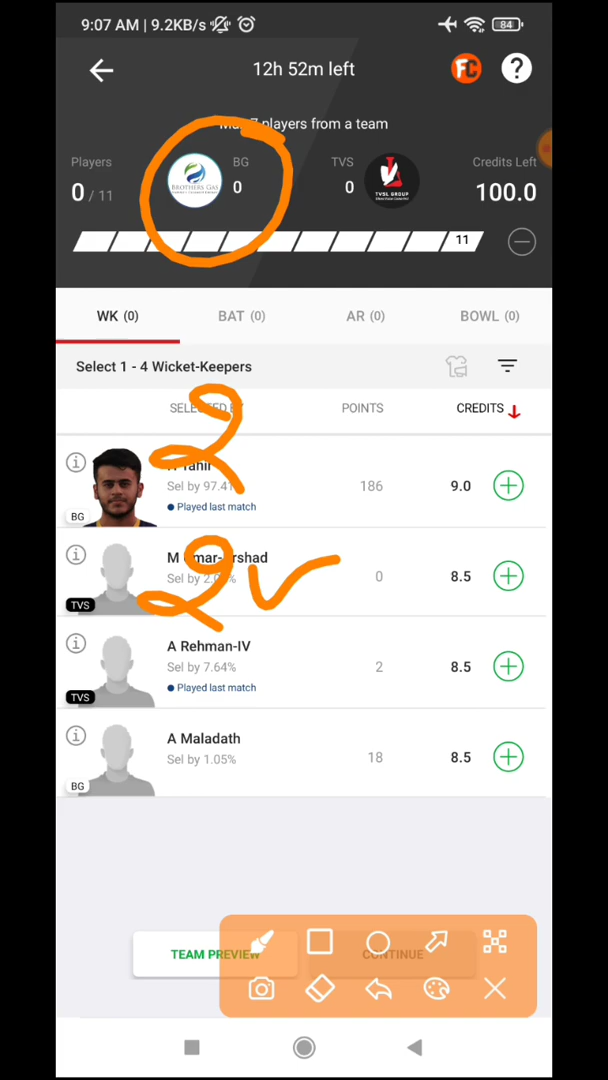 9:07 AM | 9.2KB/s 84
12h 52m left FC ?
players from a team
Players BG TVS Credits Left
0 / 11 BROTHERS GAS 0 0 TVSL GROUP 100.0
11
WK (0) BAT (0) AR (0) BOWL (0)
Select 1 - 4 Wicket-Keepers
SELECTED BY POINTS CREDITS
2
Tahir
Sel by 97.41% 186 9.0
BG Played last match
M Umar-Arshad
Sel by 0 8.5
TVS
2
A Rehman-IV
Sel by 7.64% 2 8.5
TVS Played last match
A Maladath
Sel by 1.05% 18 8.5
BG
TEAM PREVIEW CONTINUE